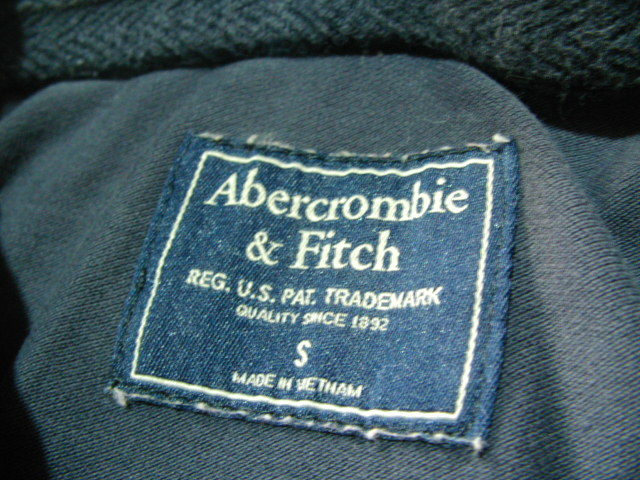 Abercrombie
& Fitch
REG. U.S. PAT. TRADEMARK
QUALITY SINCE 1892
S
MADE IN VIETNAM